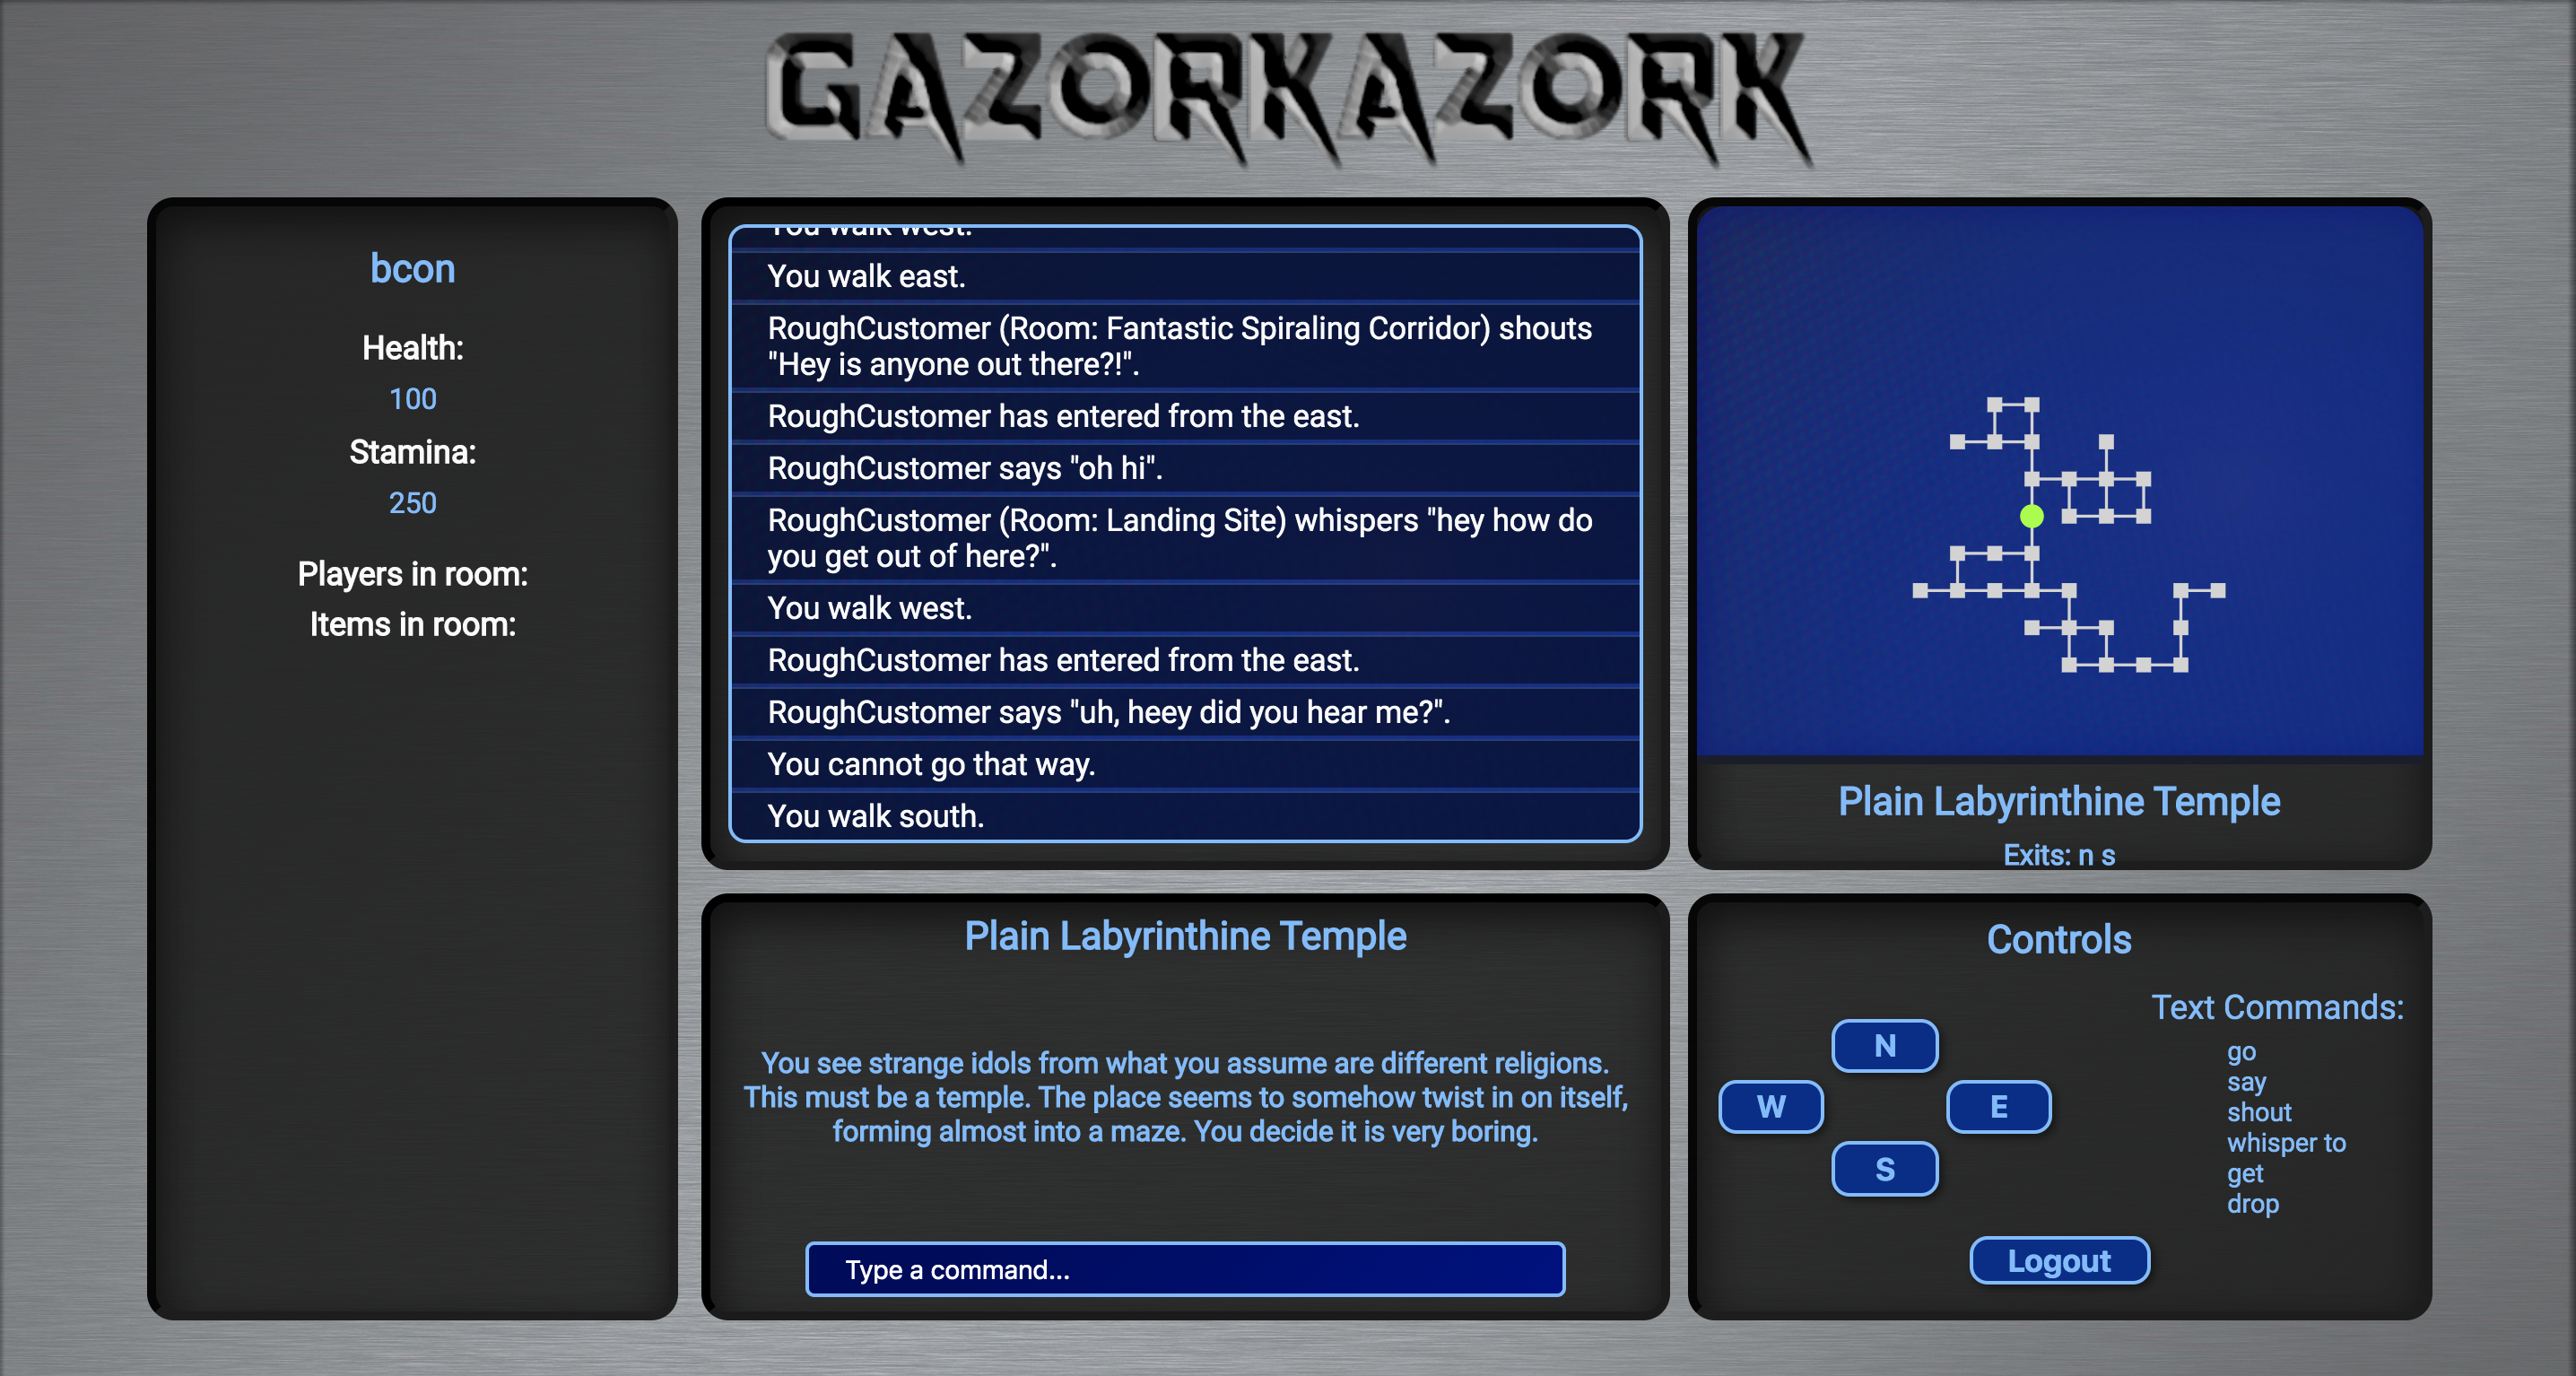 GAZORKAZORK
bcon
Health:
100
Stamina:
250
Players in room:
Items in room:
You walk west.
You walk east.
RoughCustomer (Room: Fantastic Spiraling Corridor) shouts
"Hey is anyone out there?!".
RoughCustomer has entered from the east.
RoughCustomer says "oh hi".
RoughCustomer (Room: Landing Site) whispers "hey how do
you get out of here?".
You walk west.
RoughCustomer has entered from the east.
RoughCustomer says "uh, heey did you hear me?".
You cannot go that way.
You walk south.
Plain Labyrinthine Temple
Exits: n s
Plain Labyrinthine Temple
You see strange idols from what you assume are different religions.
This must be a temple. The place seems to somehow twist in on itself,
forming almost into a maze. You decide it is very boring.
Type a command...
Controls
N
W
E
S
Text Commands:
go
say
shout
whisper to
get
drop
Logout